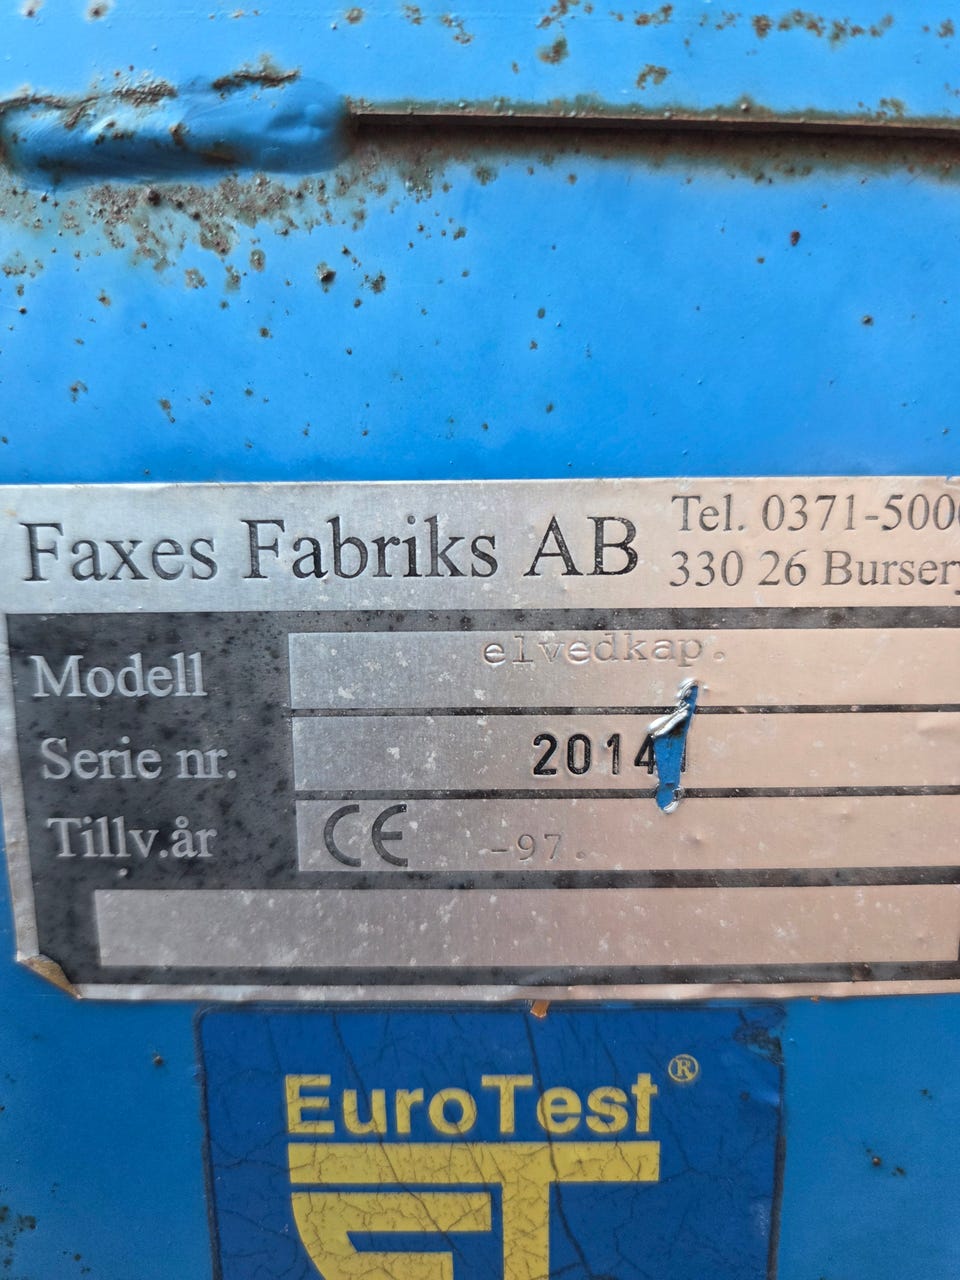 Faxes Fabriks AB
Tel. 0371-500
330 26 Burser
Modell elvedkap.
Serie nr. 2014
Tillv.år CE -97.
EuroTest®
ET